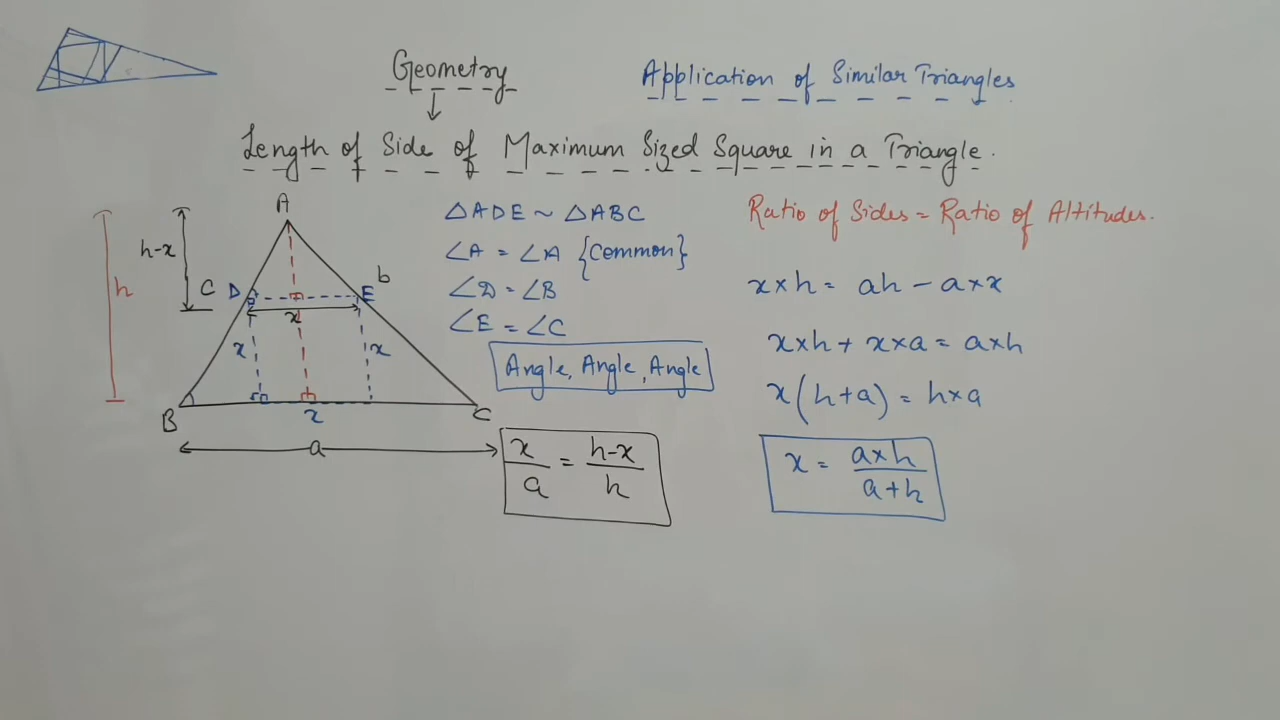 Geometry
Application of Similar Triangles
Length of Side of Maximum Sized Square in a Triangle.
A
h-x
h
c
D
b
E
x
x
x
B
x
C
a
△ADE ~ △ABC
∠A = ∠A {Common}
∠D = ∠B
∠E = ∠C
Angle, Angle, Angle
x/a = h-x/h
Ratio of Sides = Ratio of Altitudes.
x×h = ah - a×x
x×h + x×a = a×h
x(h+a) = h×a
x = a×h/a+h